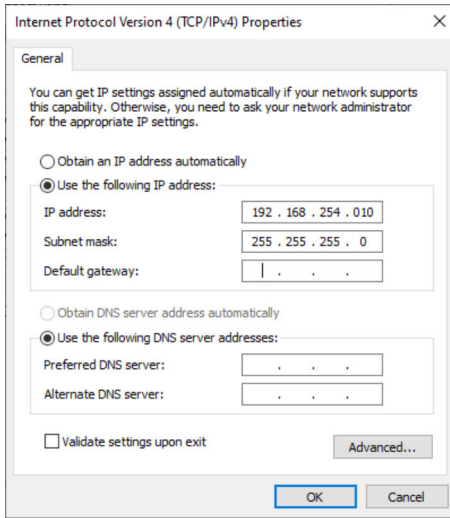 Internet Protocol Version 4 (TCP/IPv4) Properties
General
You can get IP settings assigned automatically if your network supports
this capability. Otherwise, you need to ask your network administrator
for the appropriate IP settings.
Obtain an IP address automatically
Use the following IP address:
IP address: 192 . 168 . 254 . 010
Subnet mask: 255 . 255 . 255 . 0
Default gateway: . . .
Obtain DNS server address automatically
Use the following DNS server addresses:
Preferred DNS server: . . .
Alternate DNS server: . . .
Validate settings upon exit
Advanced...
OK Cancel